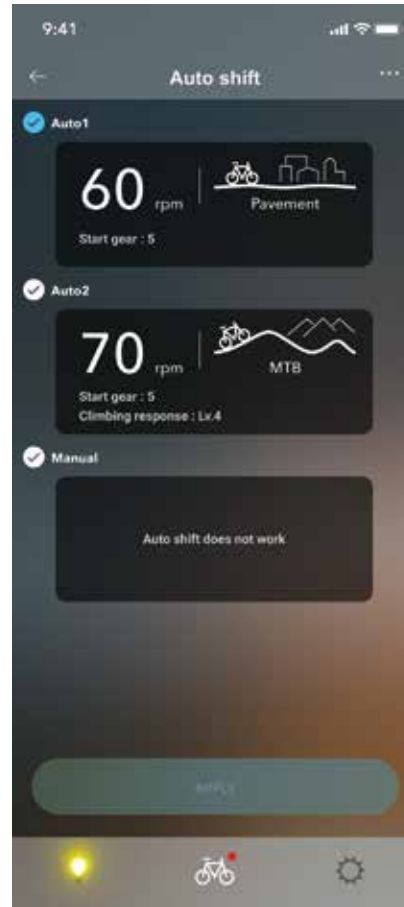 9:41
Auto shift
Auto1
60 rpm
Pavement
Start gear : 5
Auto2
70 rpm
MTB
Start gear : 5
Climbing response : Lv.4
Manual
Auto shift does not work
APPLY